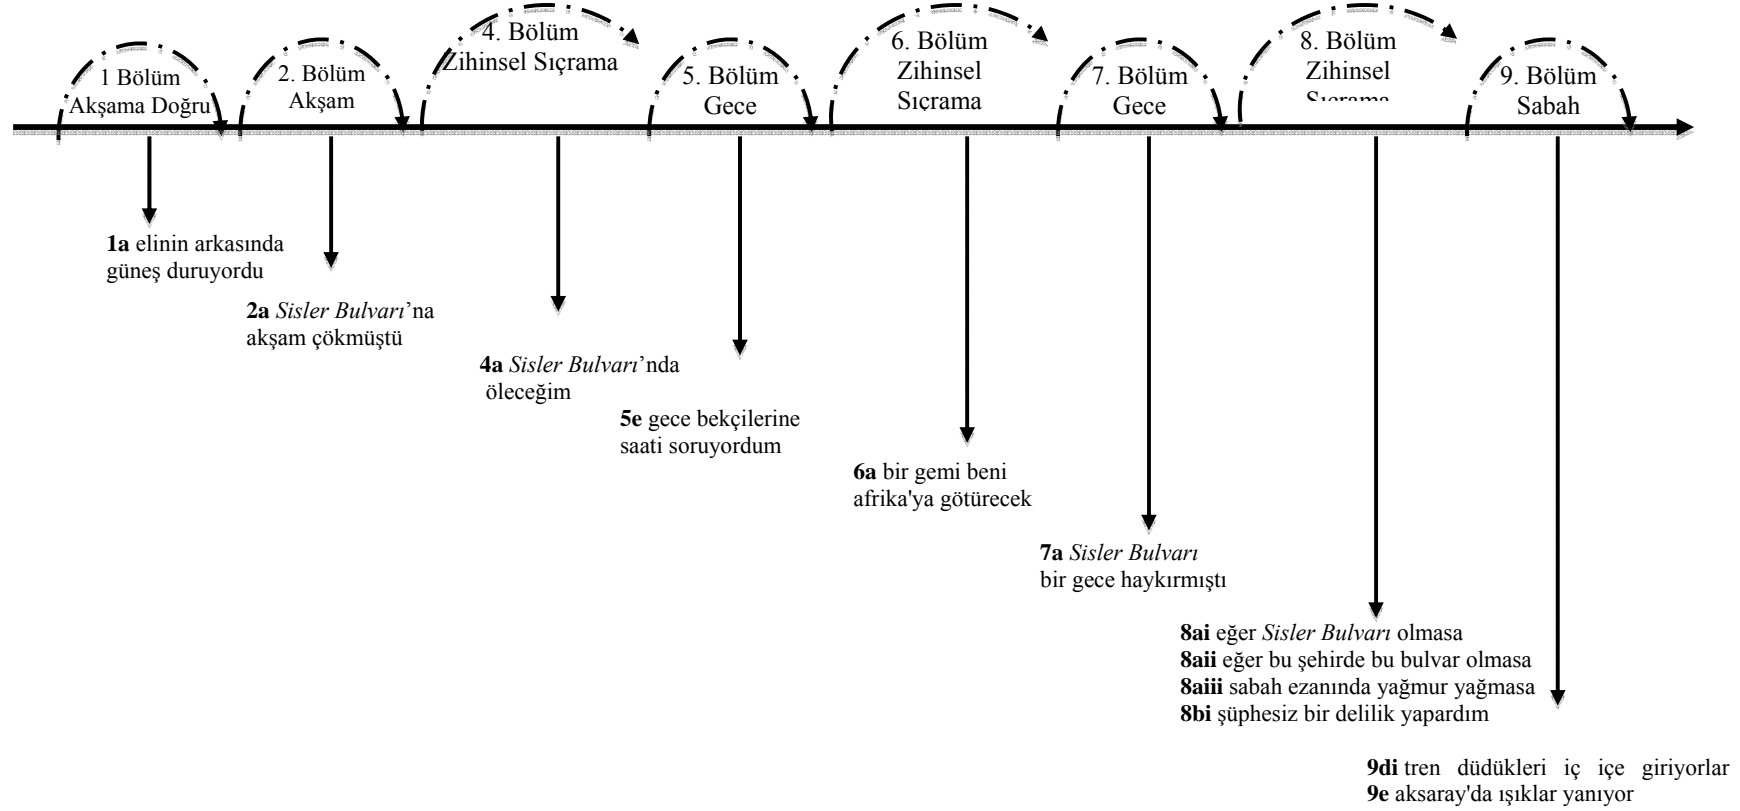 1 Bölüm
Akşama Doğru
2. Bölüm
Akşam
4. Bölüm
Zihinsel Sıçrama
5. Bölüm
Gece
6. Bölüm
Zihinsel
Sıçrama
7. Bölüm
Gece
8. Bölüm
Zihinsel
Sıçrama
9. Bölüm
Sabah
1a elinin arkasında
güneş duruyordu
2a Sisler Bulvarı’na
akşam çökmüştü
4a Sisler Bulvarı’nda
öleceğim
5e gece bekçilerine
saati soruyordum
6a bir gemi beni
afrika'ya götürecek
7a Sisler Bulvarı
bir gece haykırmıştı
8ai eğer Sisler Bulvarı olmasa
8aii eğer bu şehirde bu bulvar olmasa
8aiii sabah ezanında yağmur yağmasa
8bi şüphesiz bir delilik yapardım
9di tren düdükleri iç içe giriyorlar
9e aksaray'da ışıklar yanıyor